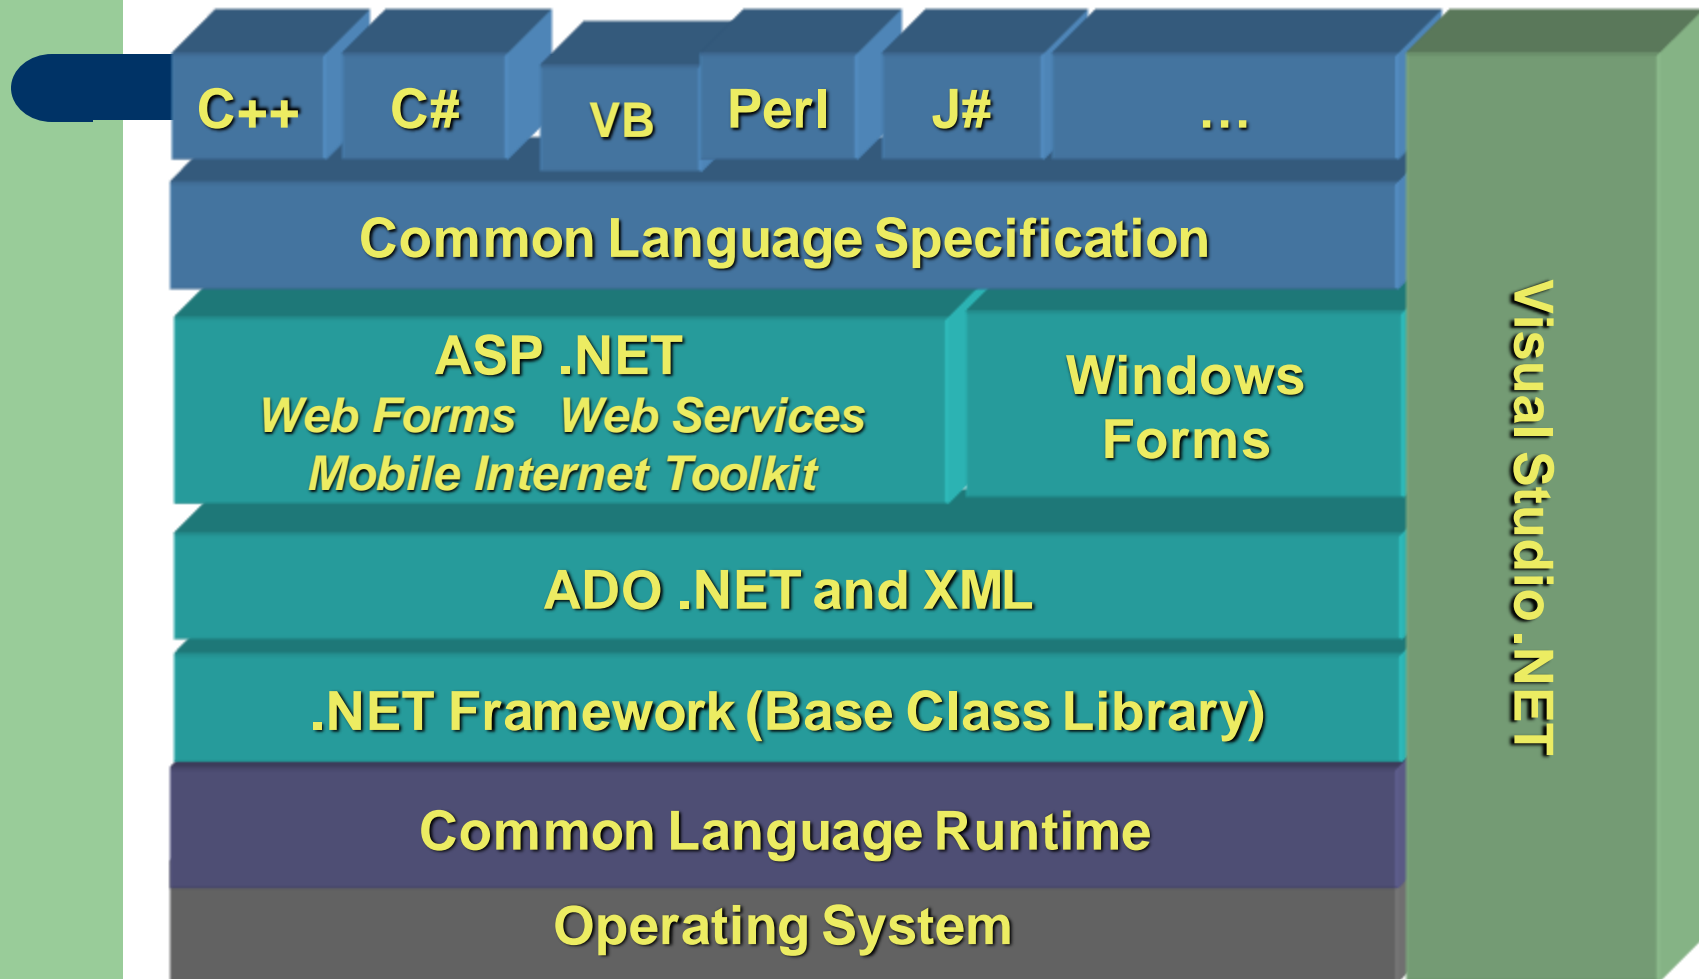 C++
C#
VB
Perl
J#
…
Common Language Specification
ASP .NET
Web Forms Web Services
Mobile Internet Toolkit
Windows
Forms
ADO .NET and XML
.NET Framework (Base Class Library)
Common Language Runtime
Operating System
Visual Studio .NET